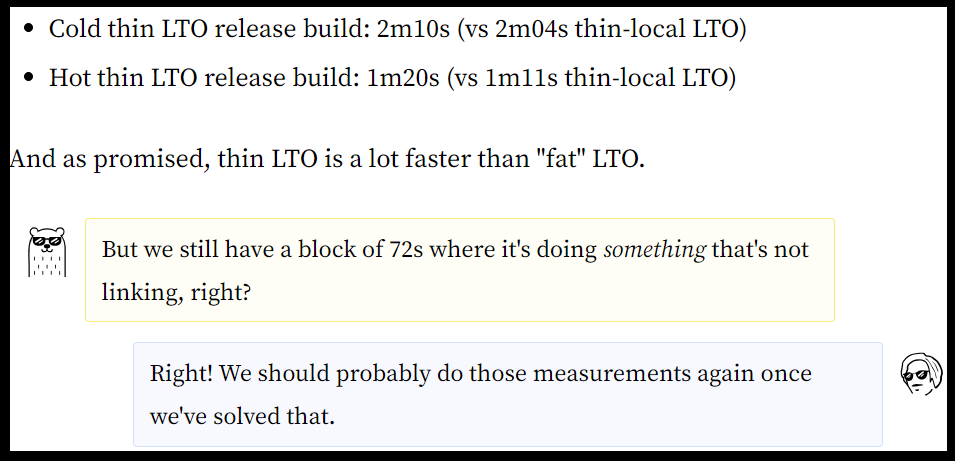 • Cold thin LTO release build: 2m10s (vs 2m04s thin-local LTO)
• Hot thin LTO release build: 1m20s (vs 1m11s thin-local LTO)
And as promised, thin LTO is a lot faster than "fat" LTO.
But we still have a block of 72s where it's doing something that's not
linking, right?
Right! We should probably do those measurements again once
we've solved that.